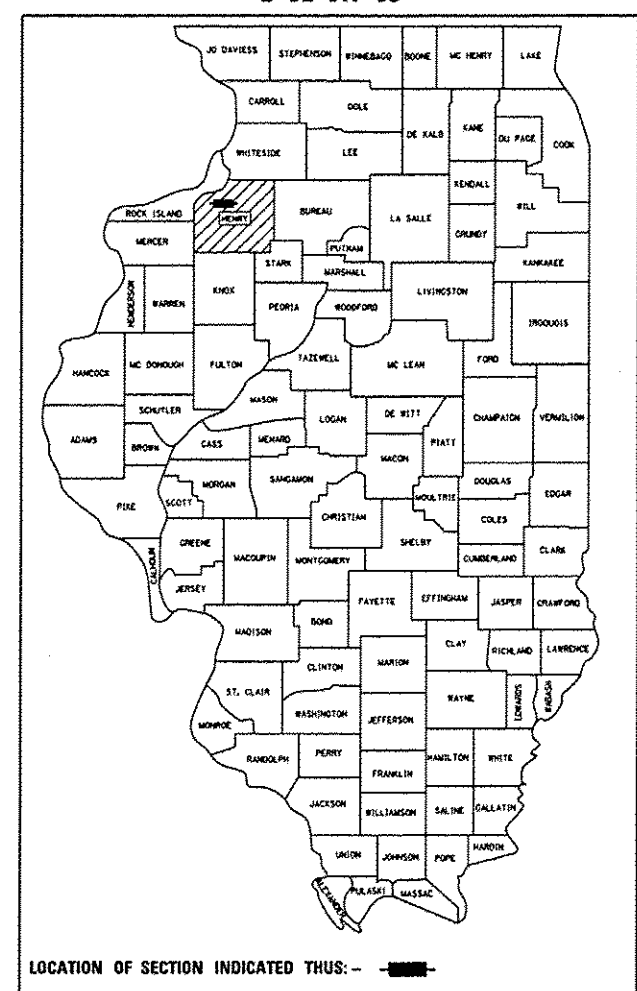 JO DAVIESS STEPHENSON WINNEBAGO BOONE MC HENRY LAKE
CARROLL OGLE
DE KALB KANE DU PAGE COOK
WHITESIDE LEE
KENDALL WILL
ROCK ISLAND HENRY BUREAU LA SALLE GRUNDY
MERCER PUTNAM KANKAKEE
STARK MARSHALL
HENDERSON WARREN KNOX PEORIA WOODFORD LIVINGSTON IROQUOIS
HANCOCK MC DONOUGH FULTON TAZEWELL MC LEAN FORD
MASON
SCHUYLER LOGAN DE WITT CHAMPAIGN VERMILION
ADAMS BROWN CASS MENARD PIATT
MACON
MORGAN SANGAMON DOUGLAS
PIKE SCOTT MOULTRIE EDGAR
CHRISTIAN COLES
GREENE SHELBY
CALHOUN MACOUPIN MONTGOMERY CUMBERLAND CLARK
JERSEY
FAYETTE EFFINGHAM JASPER CRAWFORD
MADISON BOND
CLAY RICHLAND LAWRENCE
CLINTON MARION
ST. CLAIR WAYNE EDWARDS WABASH
WASHINGTON JEFFERSON
MONROE
RANDOLPH PERRY HAMILTON WHITE
FRANKLIN
JACKSON WILLIAMSON SALINE GALLATIN
UNION JOHNSON POPE HARDIN
ALEXANDER PULASKI MASSAC
LOCATION OF SECTION INDICATED THUS: -